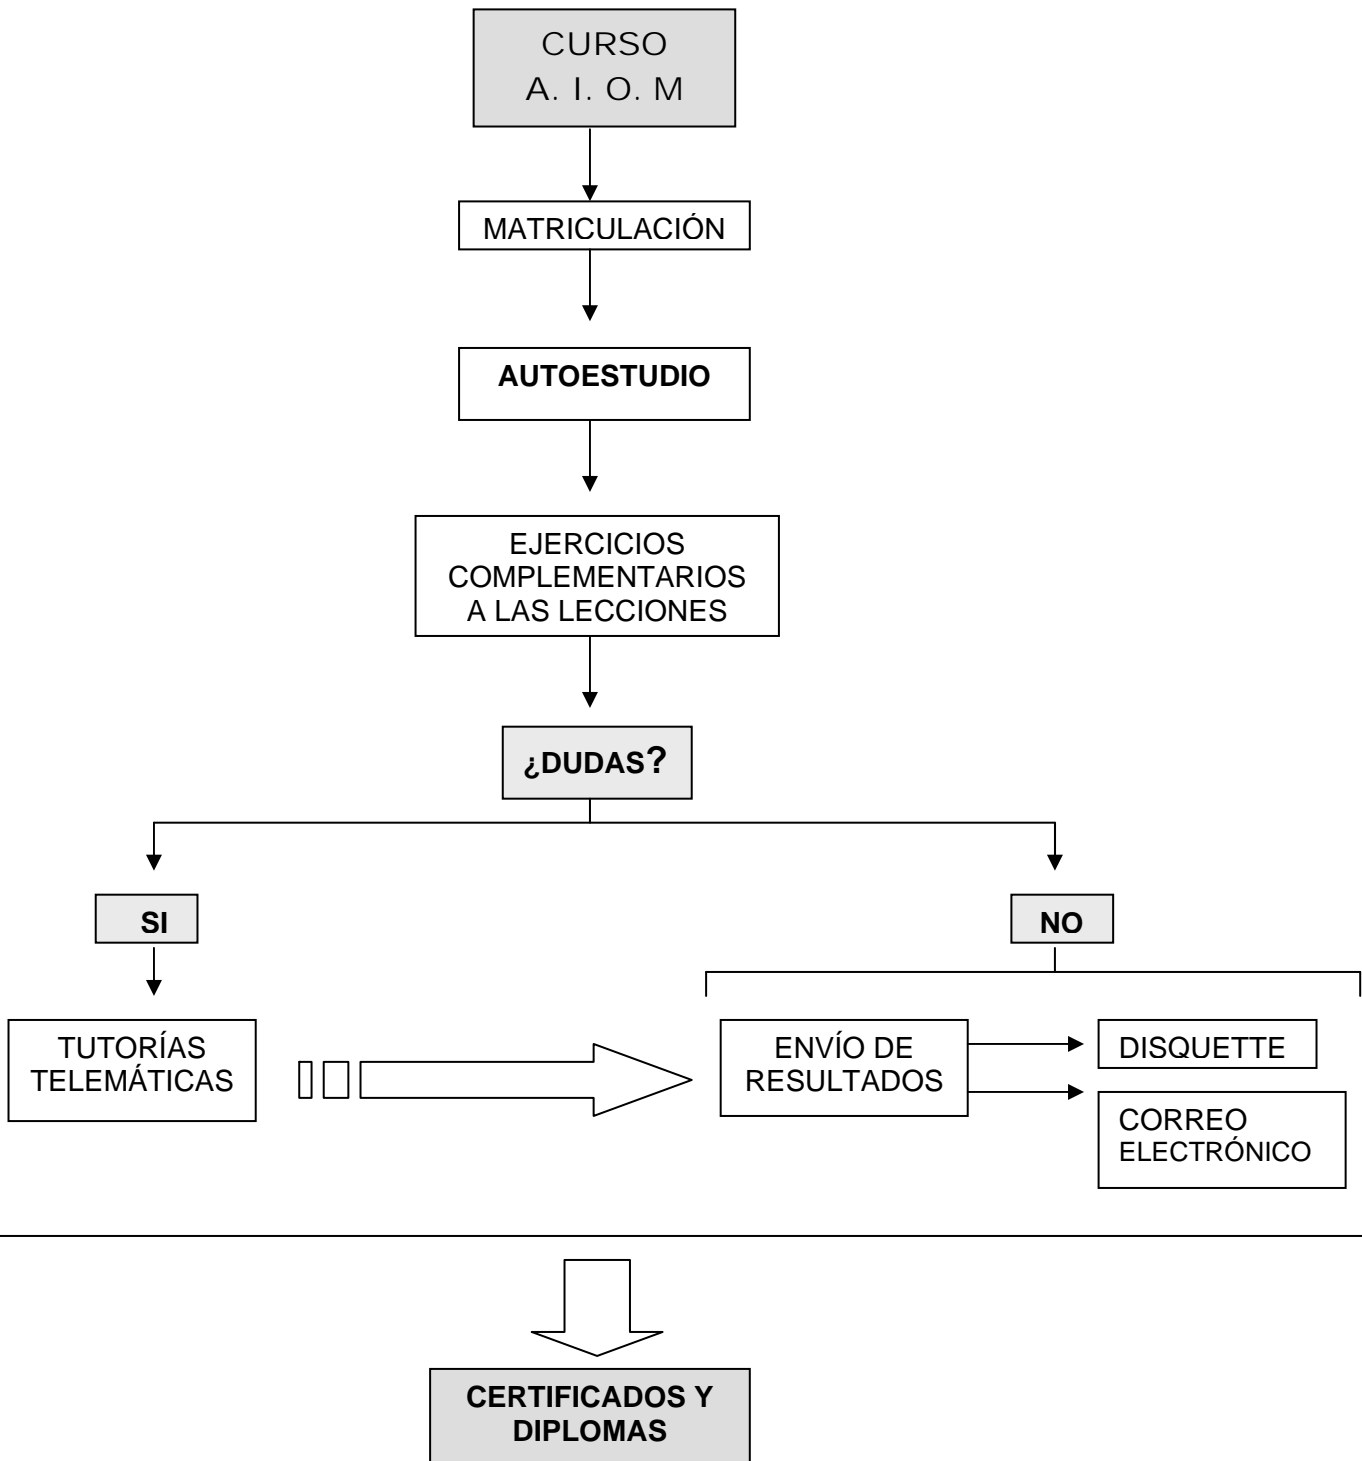 CURSO
A. I. O. M
MATRICULACIÓN
AUTOESTUDIO
EJERCICIOS
COMPLEMENTARIOS
A LAS LECCIONES
¿DUDAS?
SI
NO
TUTORÍAS
TELEMÁTICAS
ENVÍO DE
RESULTADOS
DISQUETTE
CORREO
ELECTRÓNICO
CERTIFICADOS Y
DIPLOMAS